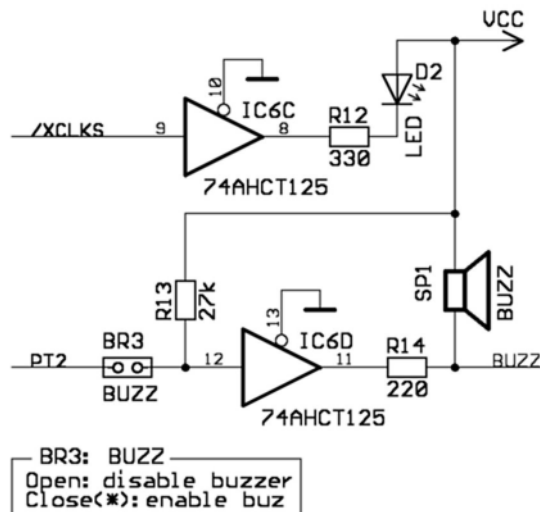 VCC
D2
LED
10
IC6C
/XCLKS
9
8
R12
330
74AHCT125
R13
27k
SP1
BUZZ
13
IC6D
BR3
PT2
BUZZ
12
11
R14
220
BUZZ
74AHCT125
BR3: BUZZ
Open: disable buzzer
Close(*): enable buz